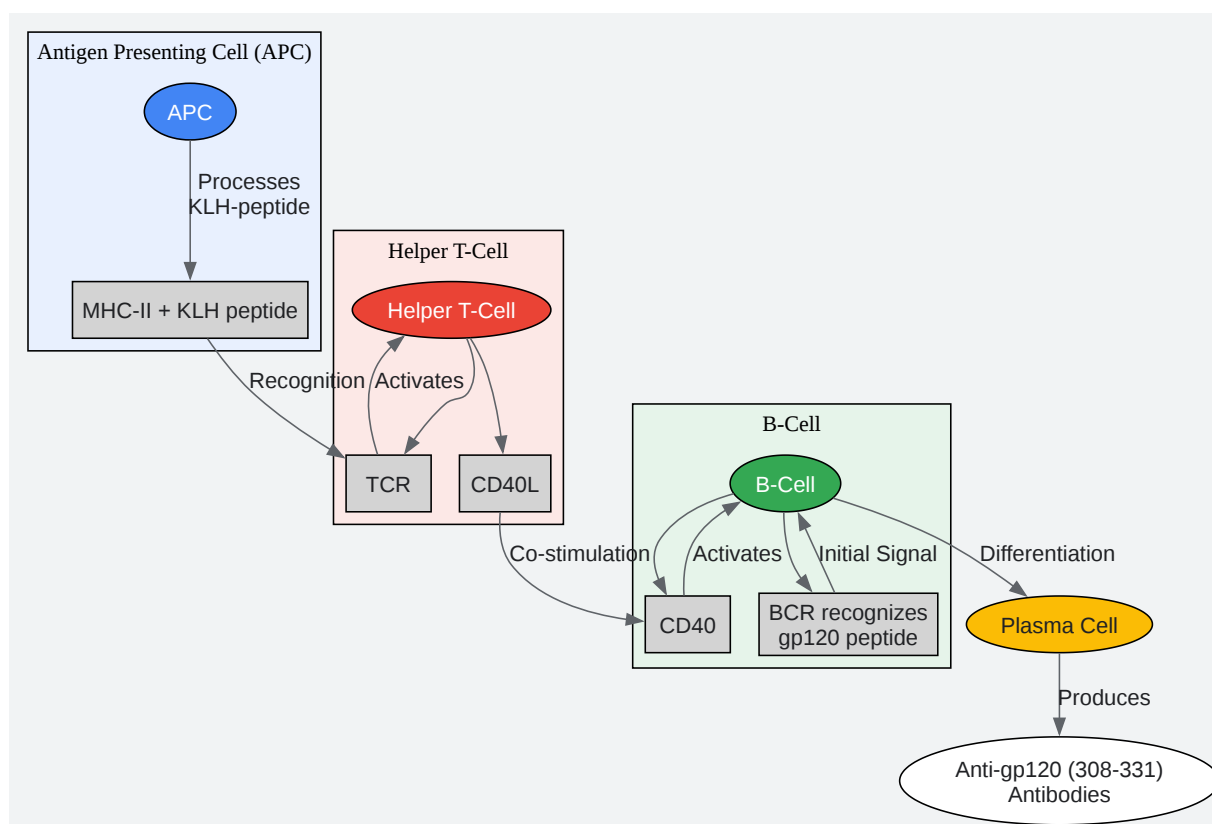 Antigen Presenting Cell (APC)
APC
Processes
KLH-peptide
MHC-II + KLH peptide
Helper T-Cell
Helper T-Cell
Recognition
Activates
TCR
CD40L
B-Cell
B-Cell
Co-stimulation
Activates
Initial Signal
Differentiation
CD40
BCR recognizes
gp120 peptide
Plasma Cell
Produces
Anti-gp120 (308-331)
Antibodies